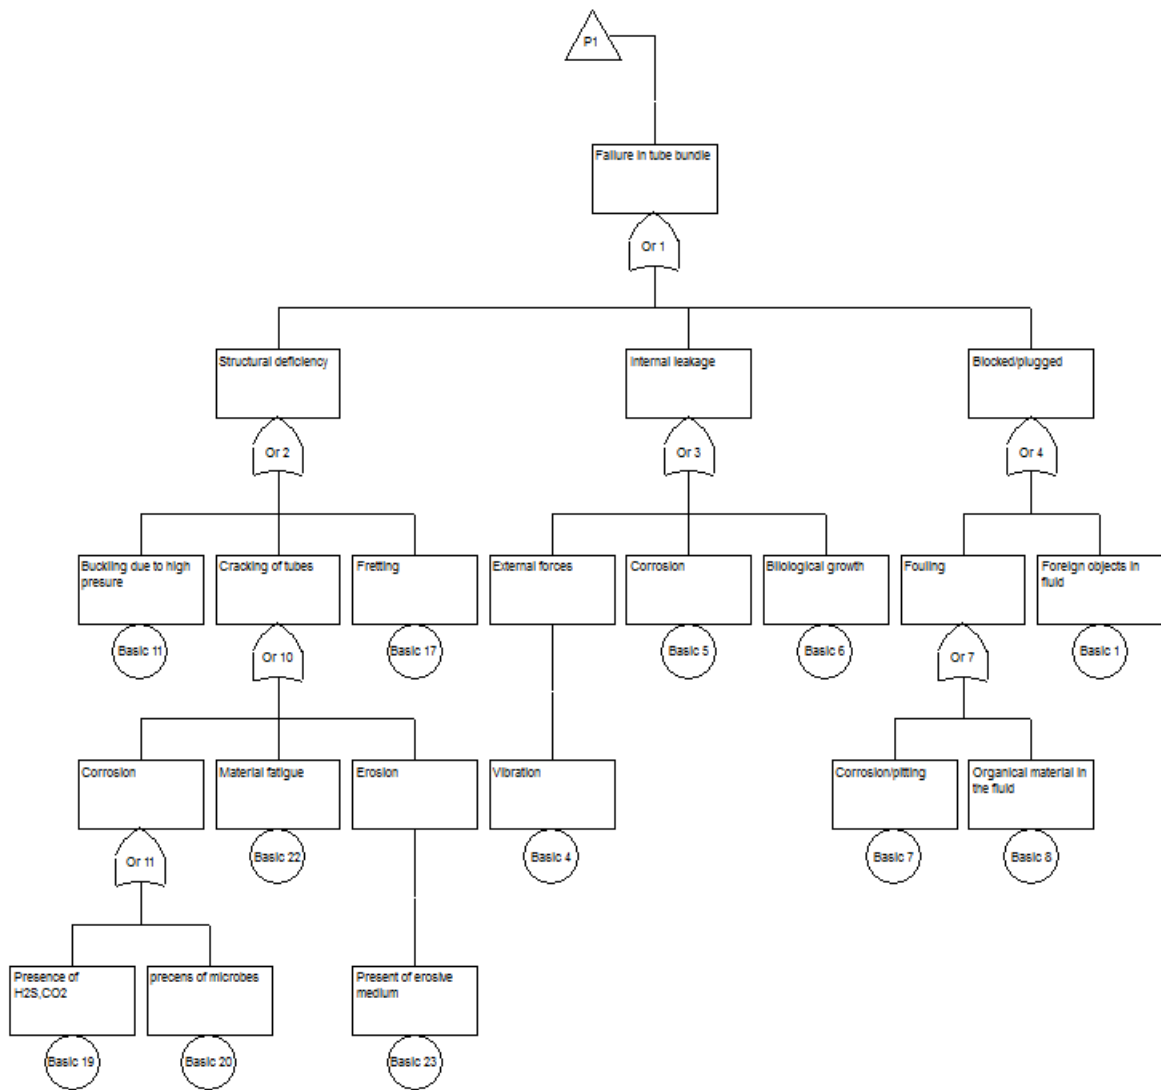 P1
Failure in tube bundle
Or 1
Structural deficiency
Internal leakage
Blocked/plugged
Or 2
Or 3
Or 4
Buckling due to high
presure
Cracking of tubes
Fretting
External forces
Corrosion
Biliological growth
Fouling
Foreign objects in
fluid
Basic 11
Or 10
Basic 17
Basic 5
Basic 6
Or 7
Basic 1
Corrosion
Material fatigue
Erosion
Vibration
Corrosion/pitting
Organical material in
the fluid
Or 11
Basic 22
Basic 4
Basic 7
Basic 8
Presence of
H2S,CO2
precens of microbes
Present of erosive
medium
Basic 19
Basic 20
Basic 23